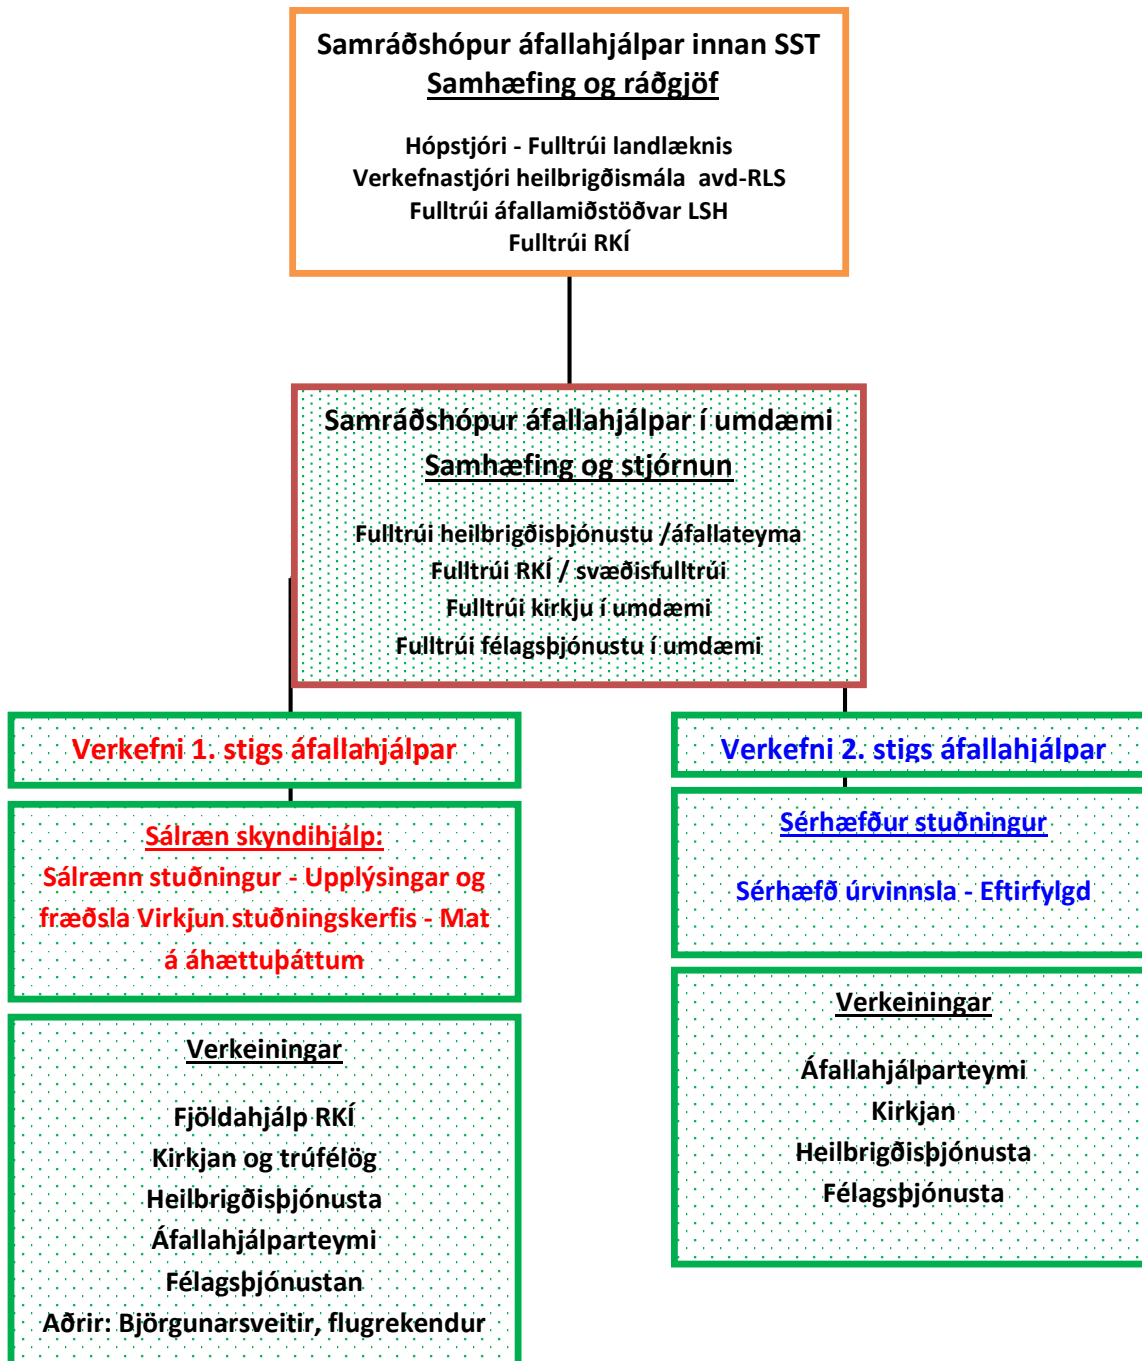 Samráðshópur áfallahjálpar innan SST
Samhæfing og ráðgjöf
Hópstjóri - Fulltrúi landlæknis
Verkefnastjóri heilbrigðismála avd-RLS
Fulltrúi áfallamiðstöðvar LSH
Fulltrúi RKÍ
Samráðshópur áfallahjálpar í umdæmi
Samhæfing og stjórnun
Fulltrúi heilbrigðisþjónustu /áfallateyma
Fulltrúi RKÍ / svæðisfulltrúi
Fulltrúi kirkju í umdæmi
Fulltrúi félagsþjónustu í umdæmi
Verkefni 1. stigs áfallahjálpar
Sálræn skyndihjálp:
Sálrænn stuðningur - Upplýsingar og
fræðsla Virkjun stuðningskerfis - Mat
á áhættuþáttum
Verkeiningar
Fjöldahjálp RKÍ
Kirkjan og trúfélög
Heilbrigðisþjónusta
Áfallahjálparteymi
Félagsþjónustan
Aðrir: Björgunarsveitir, flugrekendur
Verkefni 2. stigs áfallahjálpar
Sérhæfður stuðningur
Sérhæfð úrvinnsla - Eftirfylgd
Verkeiningar
Áfallahjálparteymi
Kirkjan
Heilbrigðisþjónusta
Félagsþjónusta